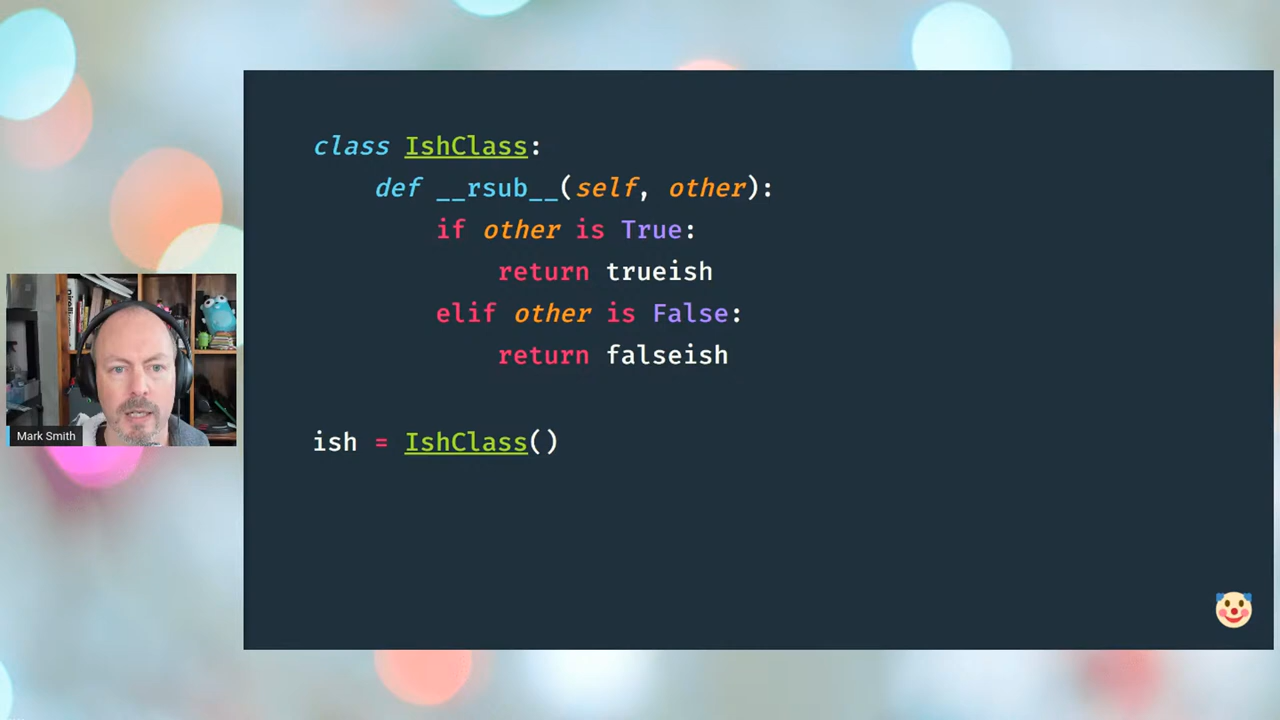 class IshClass:
    def __rsub__(self, other):
        if other is True:
            return trueish
        elif other is False:
            return falseish
ish = IshClass()
Mark Smith